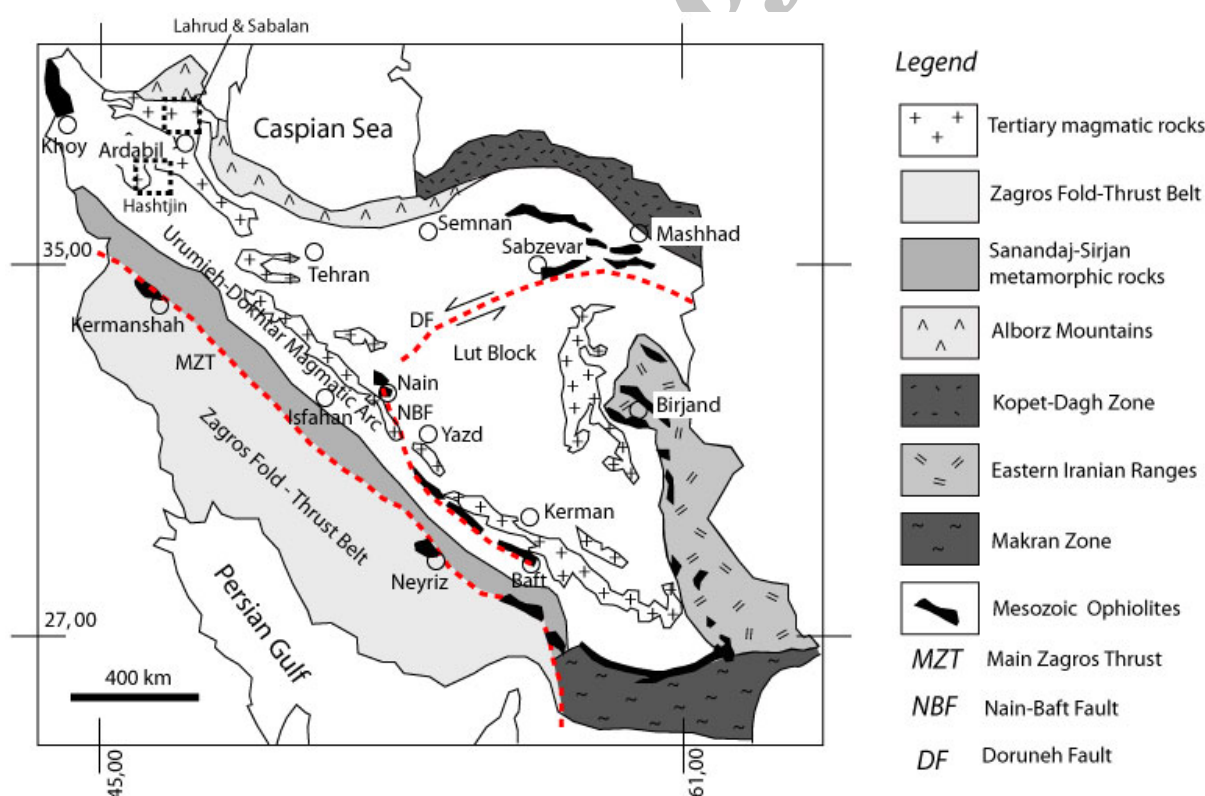 Lahrud & Sabalan
Caspian Sea
Khoy
Ardabil
Hashtjin
Semnan
Mashhad
Sabzevar
35,00
Tehran
Urumieh-Dokhtar Magmatic Arc
Kermanshah
DF
Lut Block
MZT
Nain
NBF
Isfahan
Birjand
Yazd
Zagros Fold - Thrust Belt
Kerman
Neyriz
Baft
Persian Gulf
27,00
400 km
45,00
61,00
Legend
Tertiary magmatic rocks
Zagros Fold-Thrust Belt
Sanandaj-Sirjan
metamorphic rocks
Alborz Mountains
Kopet-Dagh Zone
Eastern Iranian Ranges
Makran Zone
Mesozoic Ophiolites
MZT Main Zagros Thrust
NBF Nain-Baft Fault
DF Doruneh Fault